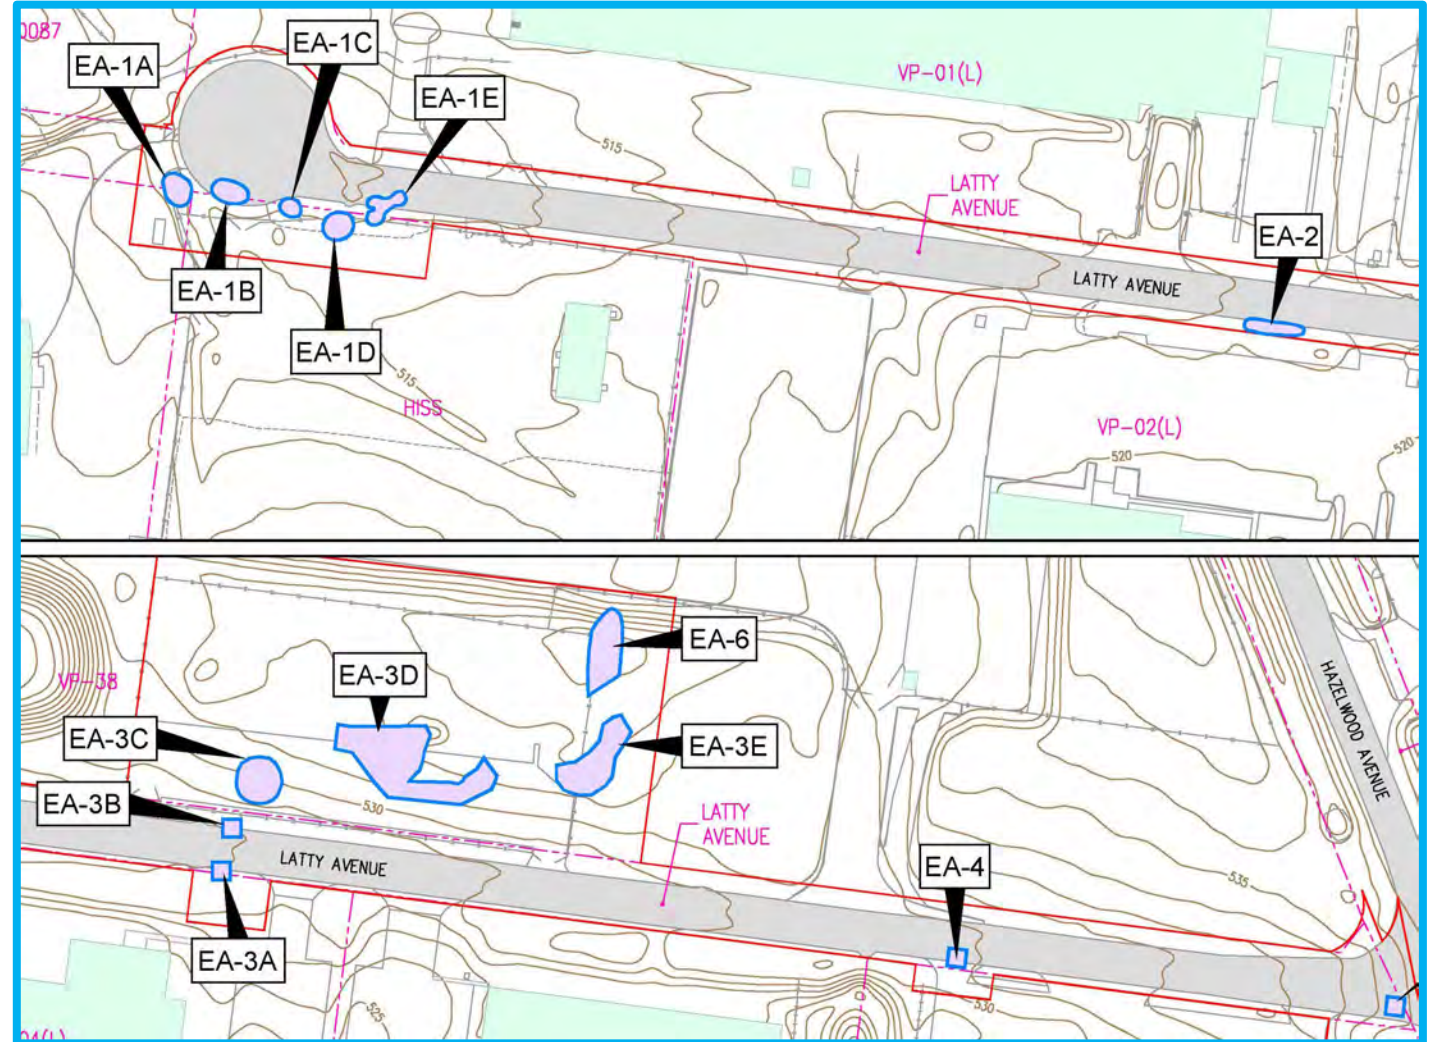 EA-1C
EA-1A
VP-01(L)
EA-1E
515
LATTY
AVENUE
EA-2
LATTY AVENUE
EA-1B
EA-1D
515
HISS
VP-02(L)
520
520
EA-6
EA-3D
VP-38
HAZELWOOD AVENUE
EA-3C
EA-3E
EA-3B
530
LATTY
AVENUE
LATTY AVENUE
EA-4
535
EA-3A
530
525